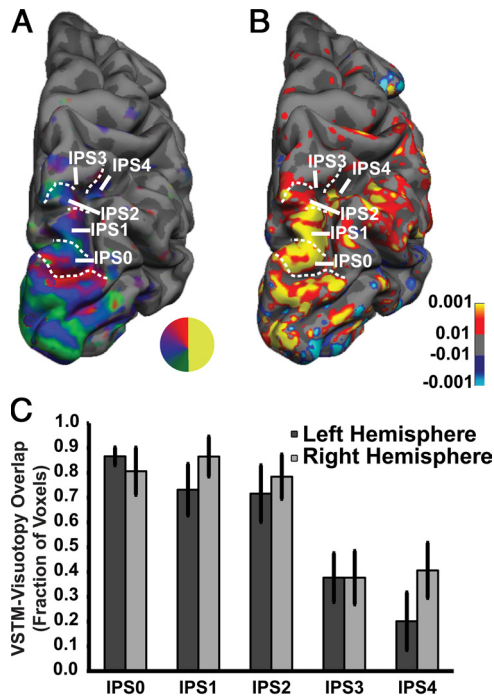 A
B
IPS3
IPS4
IPS2
IPS1
IPS0
IPS3
IPS4
IPS2
IPS1
IPS0
0.001
0.01
-0.01
-0.001
C
VSTM-Visuotopy Overlap
(Fraction of Voxels)
1.0
0.9
0.8
0.7
0.6
0.5
0.4
0.3
0.2
0.1
0.0
Left Hemisphere
Right Hemisphere
IPS0 IPS1 IPS2 IPS3 IPS4